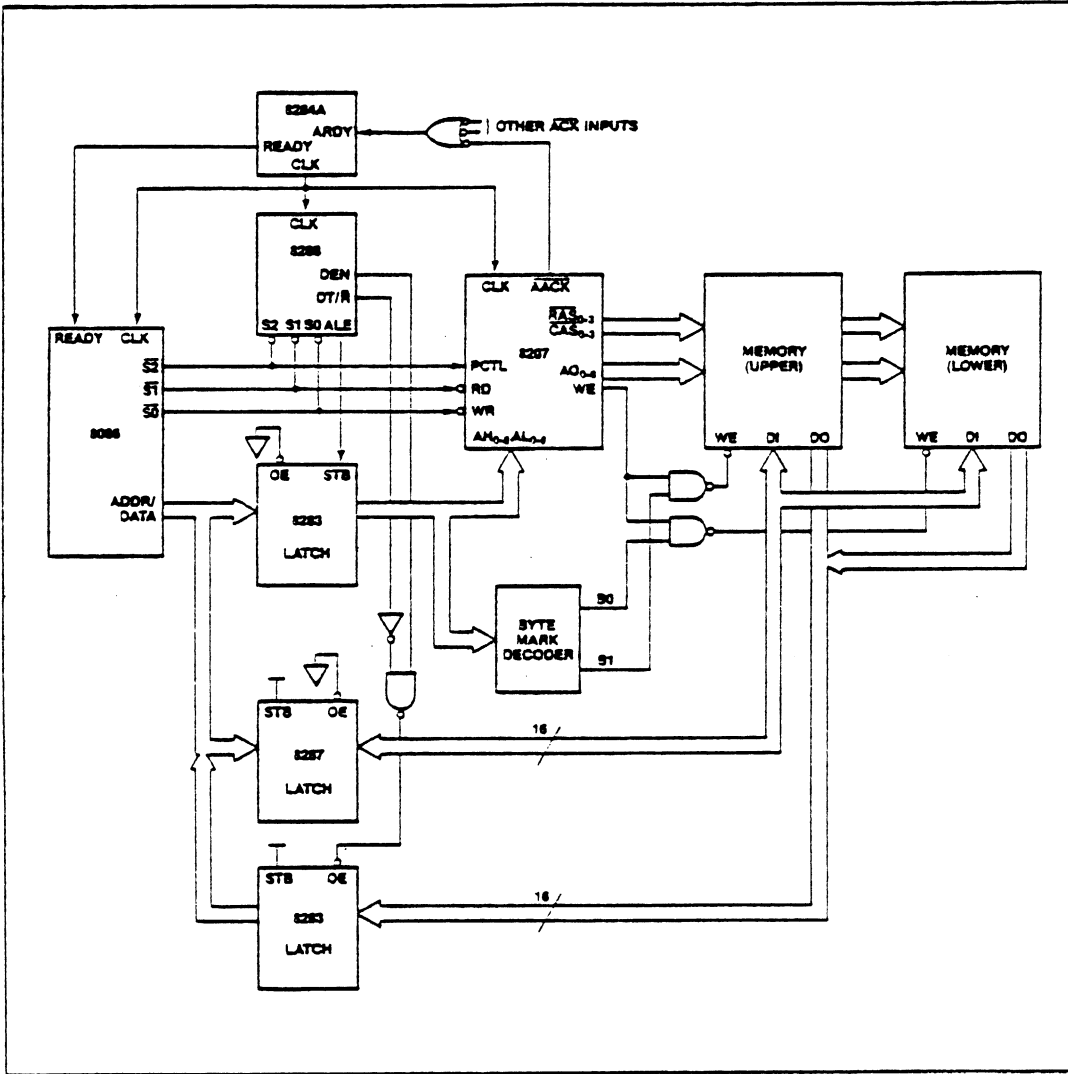 8284A
ARDY
READY
CLK
OTHER ACK INPUTS
CLK
8288
DEN
DT/R
S2 S1 S0 ALE
CLK AACK
RAS0-3
CAS0-3
8207
AO0-8
PCTL
RD
WR
WE
AH0-8 AL0-8
MEMORY
(UPPER)
WE DI DO
MEMORY
(LOWER)
WE DI DO
READY CLK
S2
S1
S0
8086
ADDR/
DATA
OE STB
8283
LATCH
BYTE
MARK
DECODER
S0
S1
STB OE
8287
LATCH
16
STB OE
8283
LATCH
16